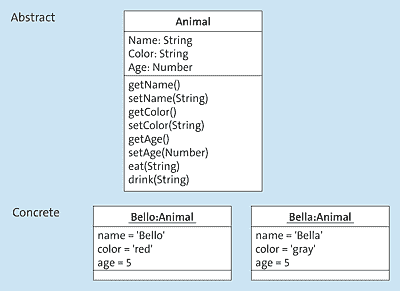 Abstract
Animal
Name: String
Color: String
Age: Number
getName()
setName(String)
getColor()
setColor(String)
getAge()
setAge(Number)
eat(String)
drink(String)
Concrete
Bello:Animal
name = 'Bello'
color = 'red'
age = 5
Bella:Animal
name = 'Bella'
color = 'gray'
age = 5